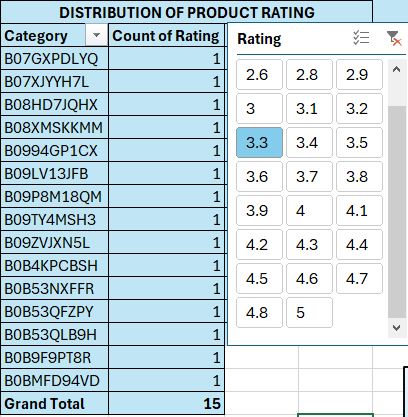 DISTRIBUTION OF PRODUCT RATING
Category Count of Rating
B07GXPDLYQ 1
B07XJYYH7L 1
B08HD7JQHX 1
B08XMSKKMM 1
B0994GP1CX 1
B09LV13JFB 1
B09P8M18QM 1
B09TY4MSH3 1
B09ZVJXN5L 1
B0B4KPCBSH 1
B0B53NXFFR 1
B0B53QFZPY 1
B0B53QLB9H 1
B0B9F9PT8R 1
B0BMFD94VD 1
Grand Total 15
Rating
2.6 2.8 2.9
3 3.1 3.2
3.3 3.4 3.5
3.6 3.7 3.8
3.9 4 4.1
4.2 4.3 4.4
4.5 4.6 4.7
4.8 5